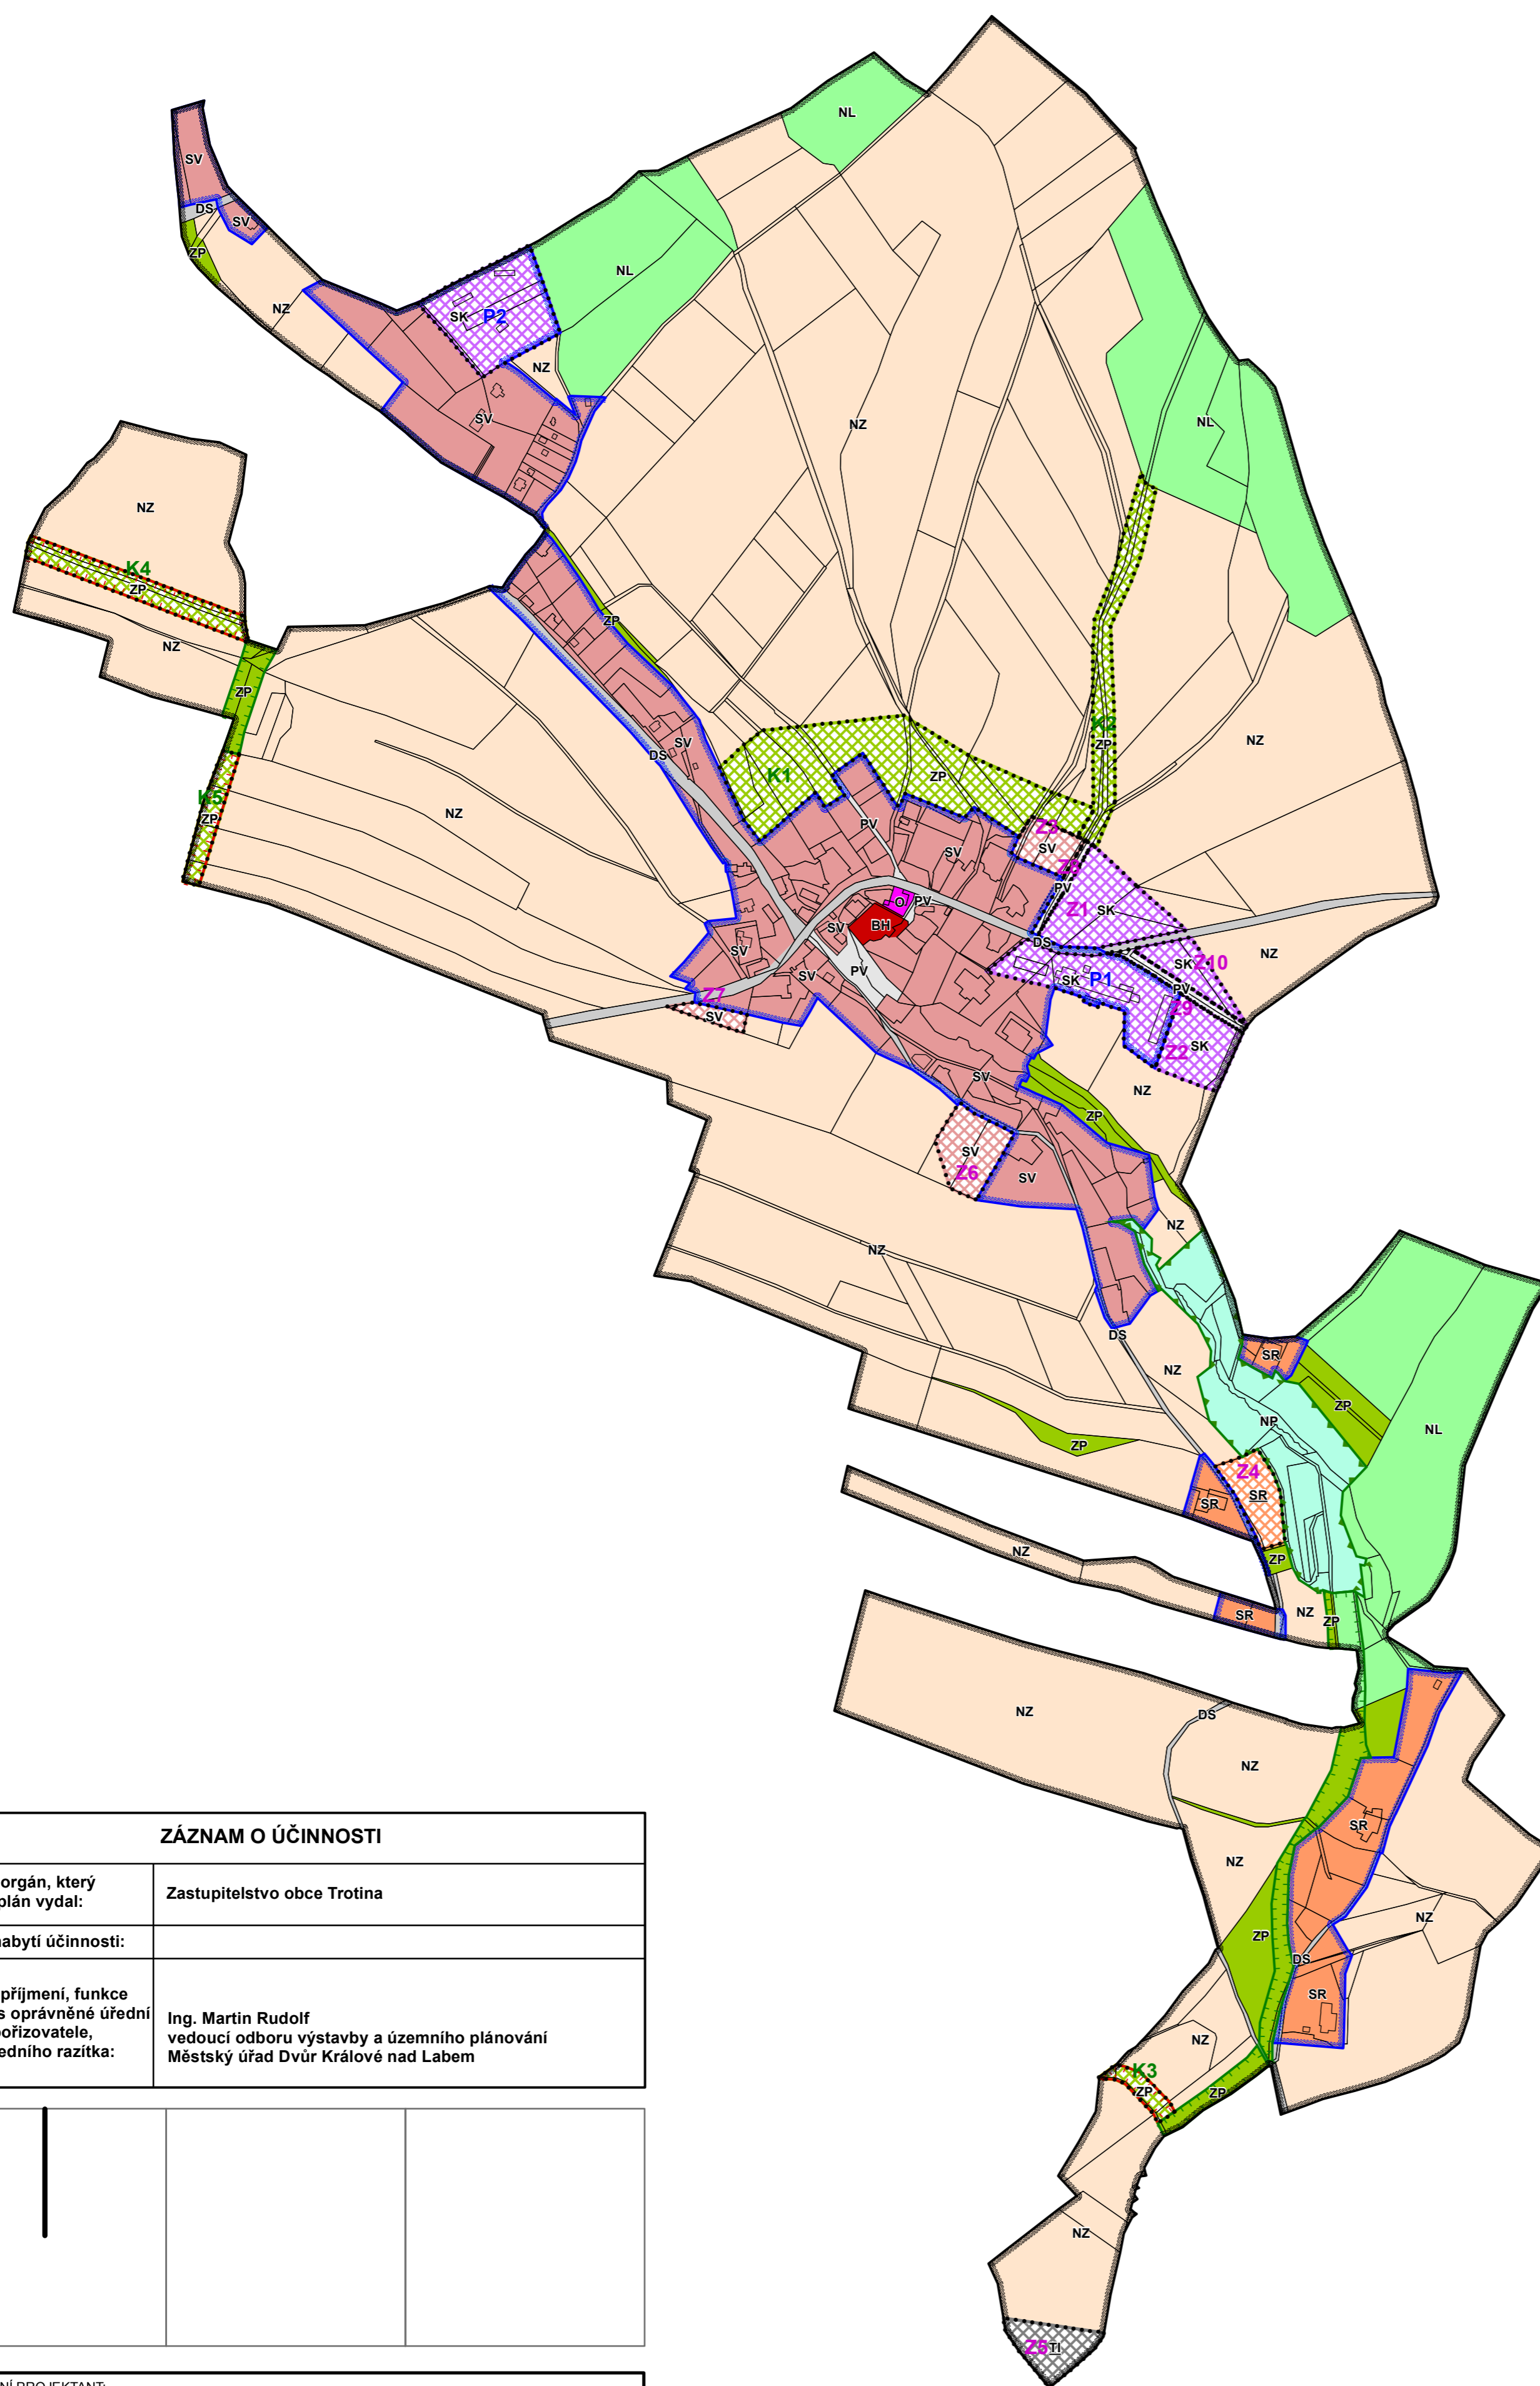 NL
SV
DS
SV
ZP
NL
NZ
SK P2
NZ
SV
NZ
NL
NZ
K4
ZP
NZ
ZP
ZP
K2
ZP
NZ
SV
DS
K1
ZP
K5
ZP
NZ
PV
Z3
SV
SV
Z8
PV
O
PV
Z1
SK
BH
SV
DS
SV
NZ
SK
Z10
PV
SV
SK
P1
PV
Z7
SV
Z9
SK
Z2
SV
NZ
ZP
SV
Z6
SV
NZ
NZ
DS
SR
NZ
ZP
NP
NL
ZP
Z4
SR
SR
NZ
ZP
SR
NZ
ZP
NZ
DS
NZ
SR
NZ
NZ
ZP
DS
SR
NZ
K3
ZP
ZP
NZ
Z5
TI
ZÁZNAM O ÚČINNOSTI
orgán, který
plán vydal:
Zastupitelstvo obce Trotina
nabytí účinnosti:
příjmení, funkce
s oprávněné úřední
pořizovatele,
edního razítka:
Ing. Martin Rudolf
vedoucí odboru výstavby a územního plánování
Městský úřad Dvůr Králové nad Labem